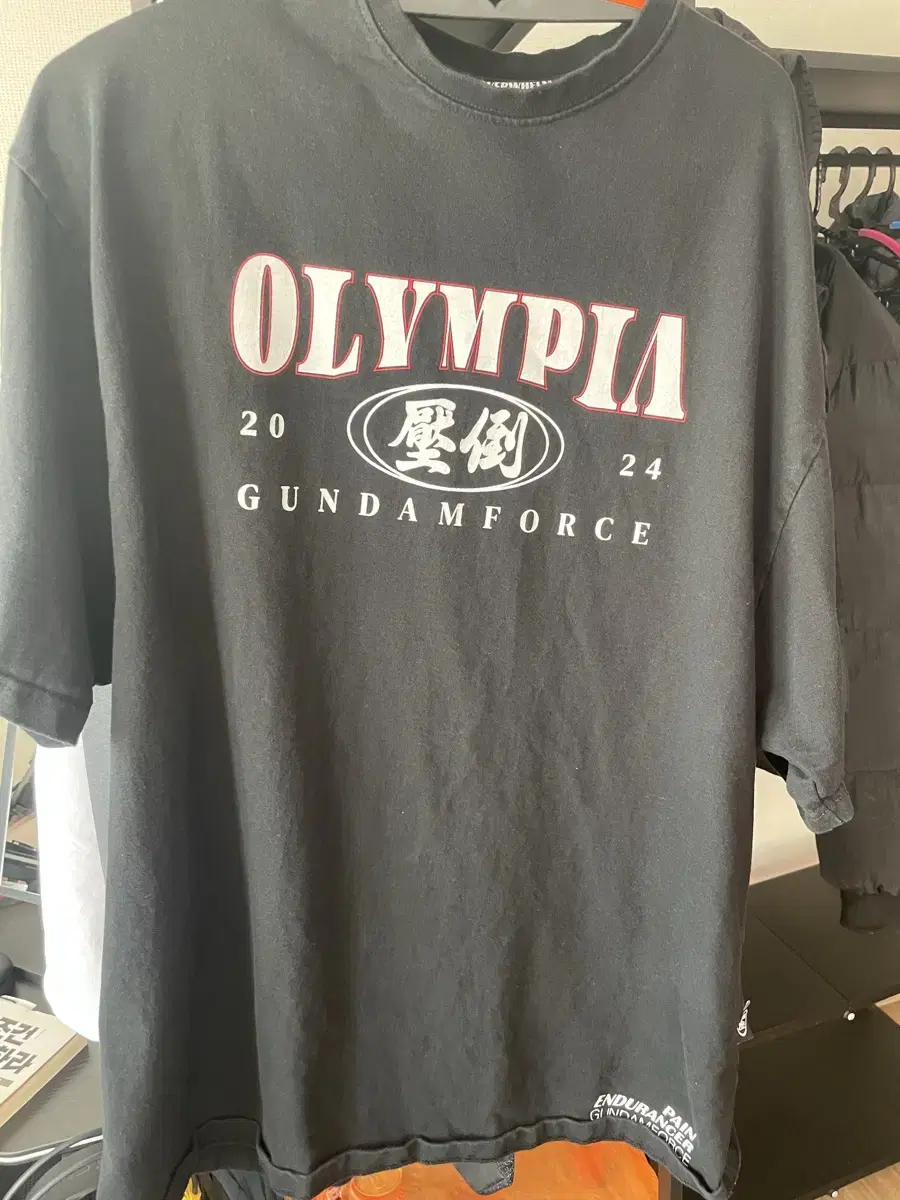 OLYMPIA
20 壓倒 24
GUNDAMFORCE
PAIN
ENDURANCER
GUNDAMFORCE